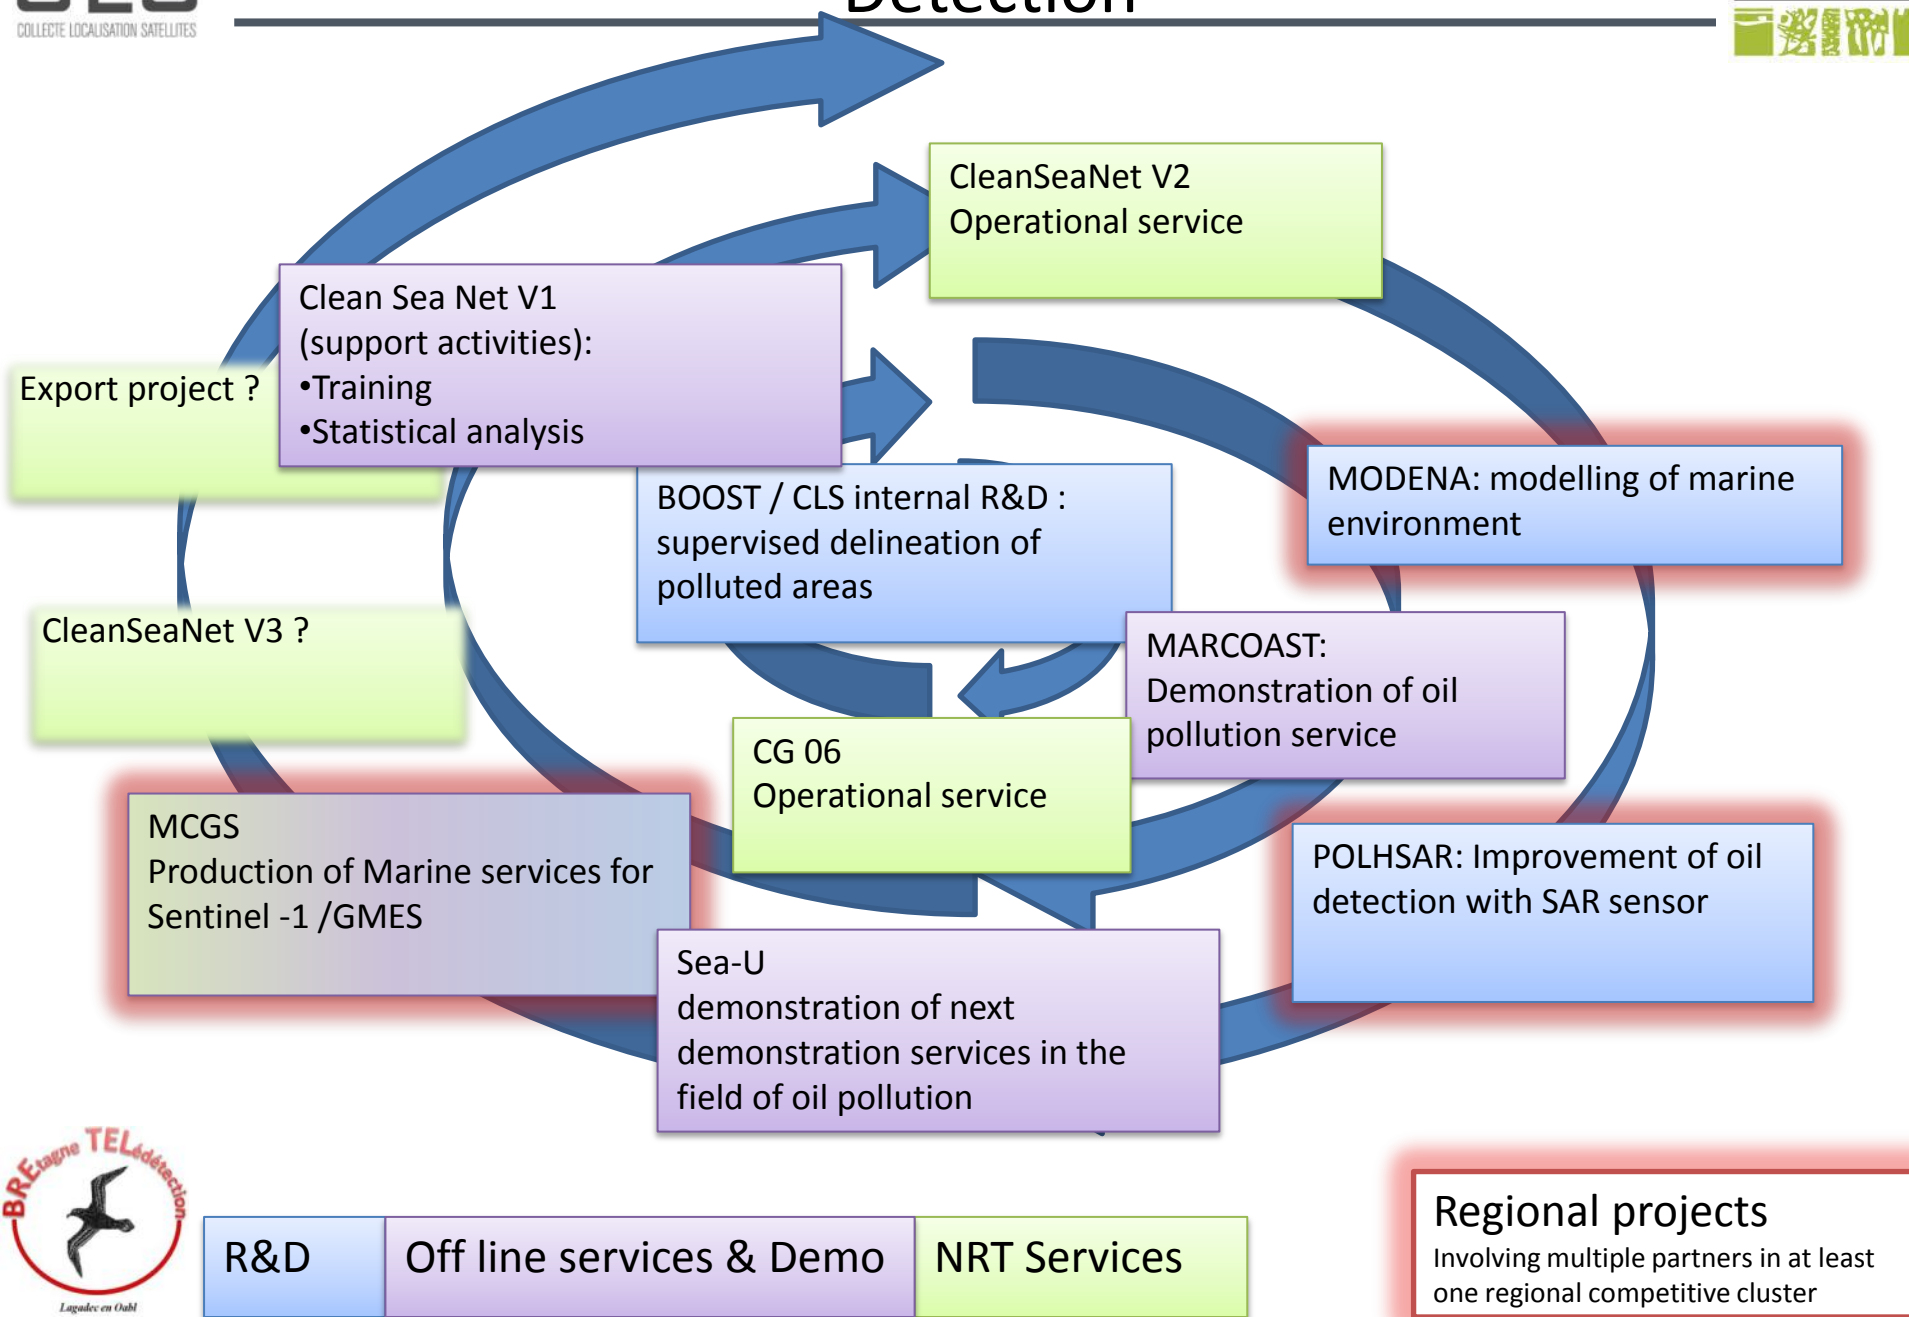 COLLECTE LOCALISATION SATELLITES
Detection
CleanSeaNet V2
Operational service
Clean Sea Net V1
(support activities):
•Training
•Statistical analysis
Export project ?
BOOST / CLS internal R&D :
supervised delineation of
polluted areas
MODENA: modelling of marine
environment
CleanSeaNet V3 ?
MARCOAST:
Demonstration of oil
pollution service
CG 06
Operational service
MCGS
Production of Marine services for
Sentinel -1 /GMES
POLHSAR: Improvement of oil
detection with SAR sensor
Sea-U
demonstration of next
demonstration services in the
field of oil pollution
BREtagne TELédétection
Lagadec en Oabl
R&D
Off line services & Demo
NRT Services
Regional projects
Involving multiple partners in at least
one regional competitive cluster